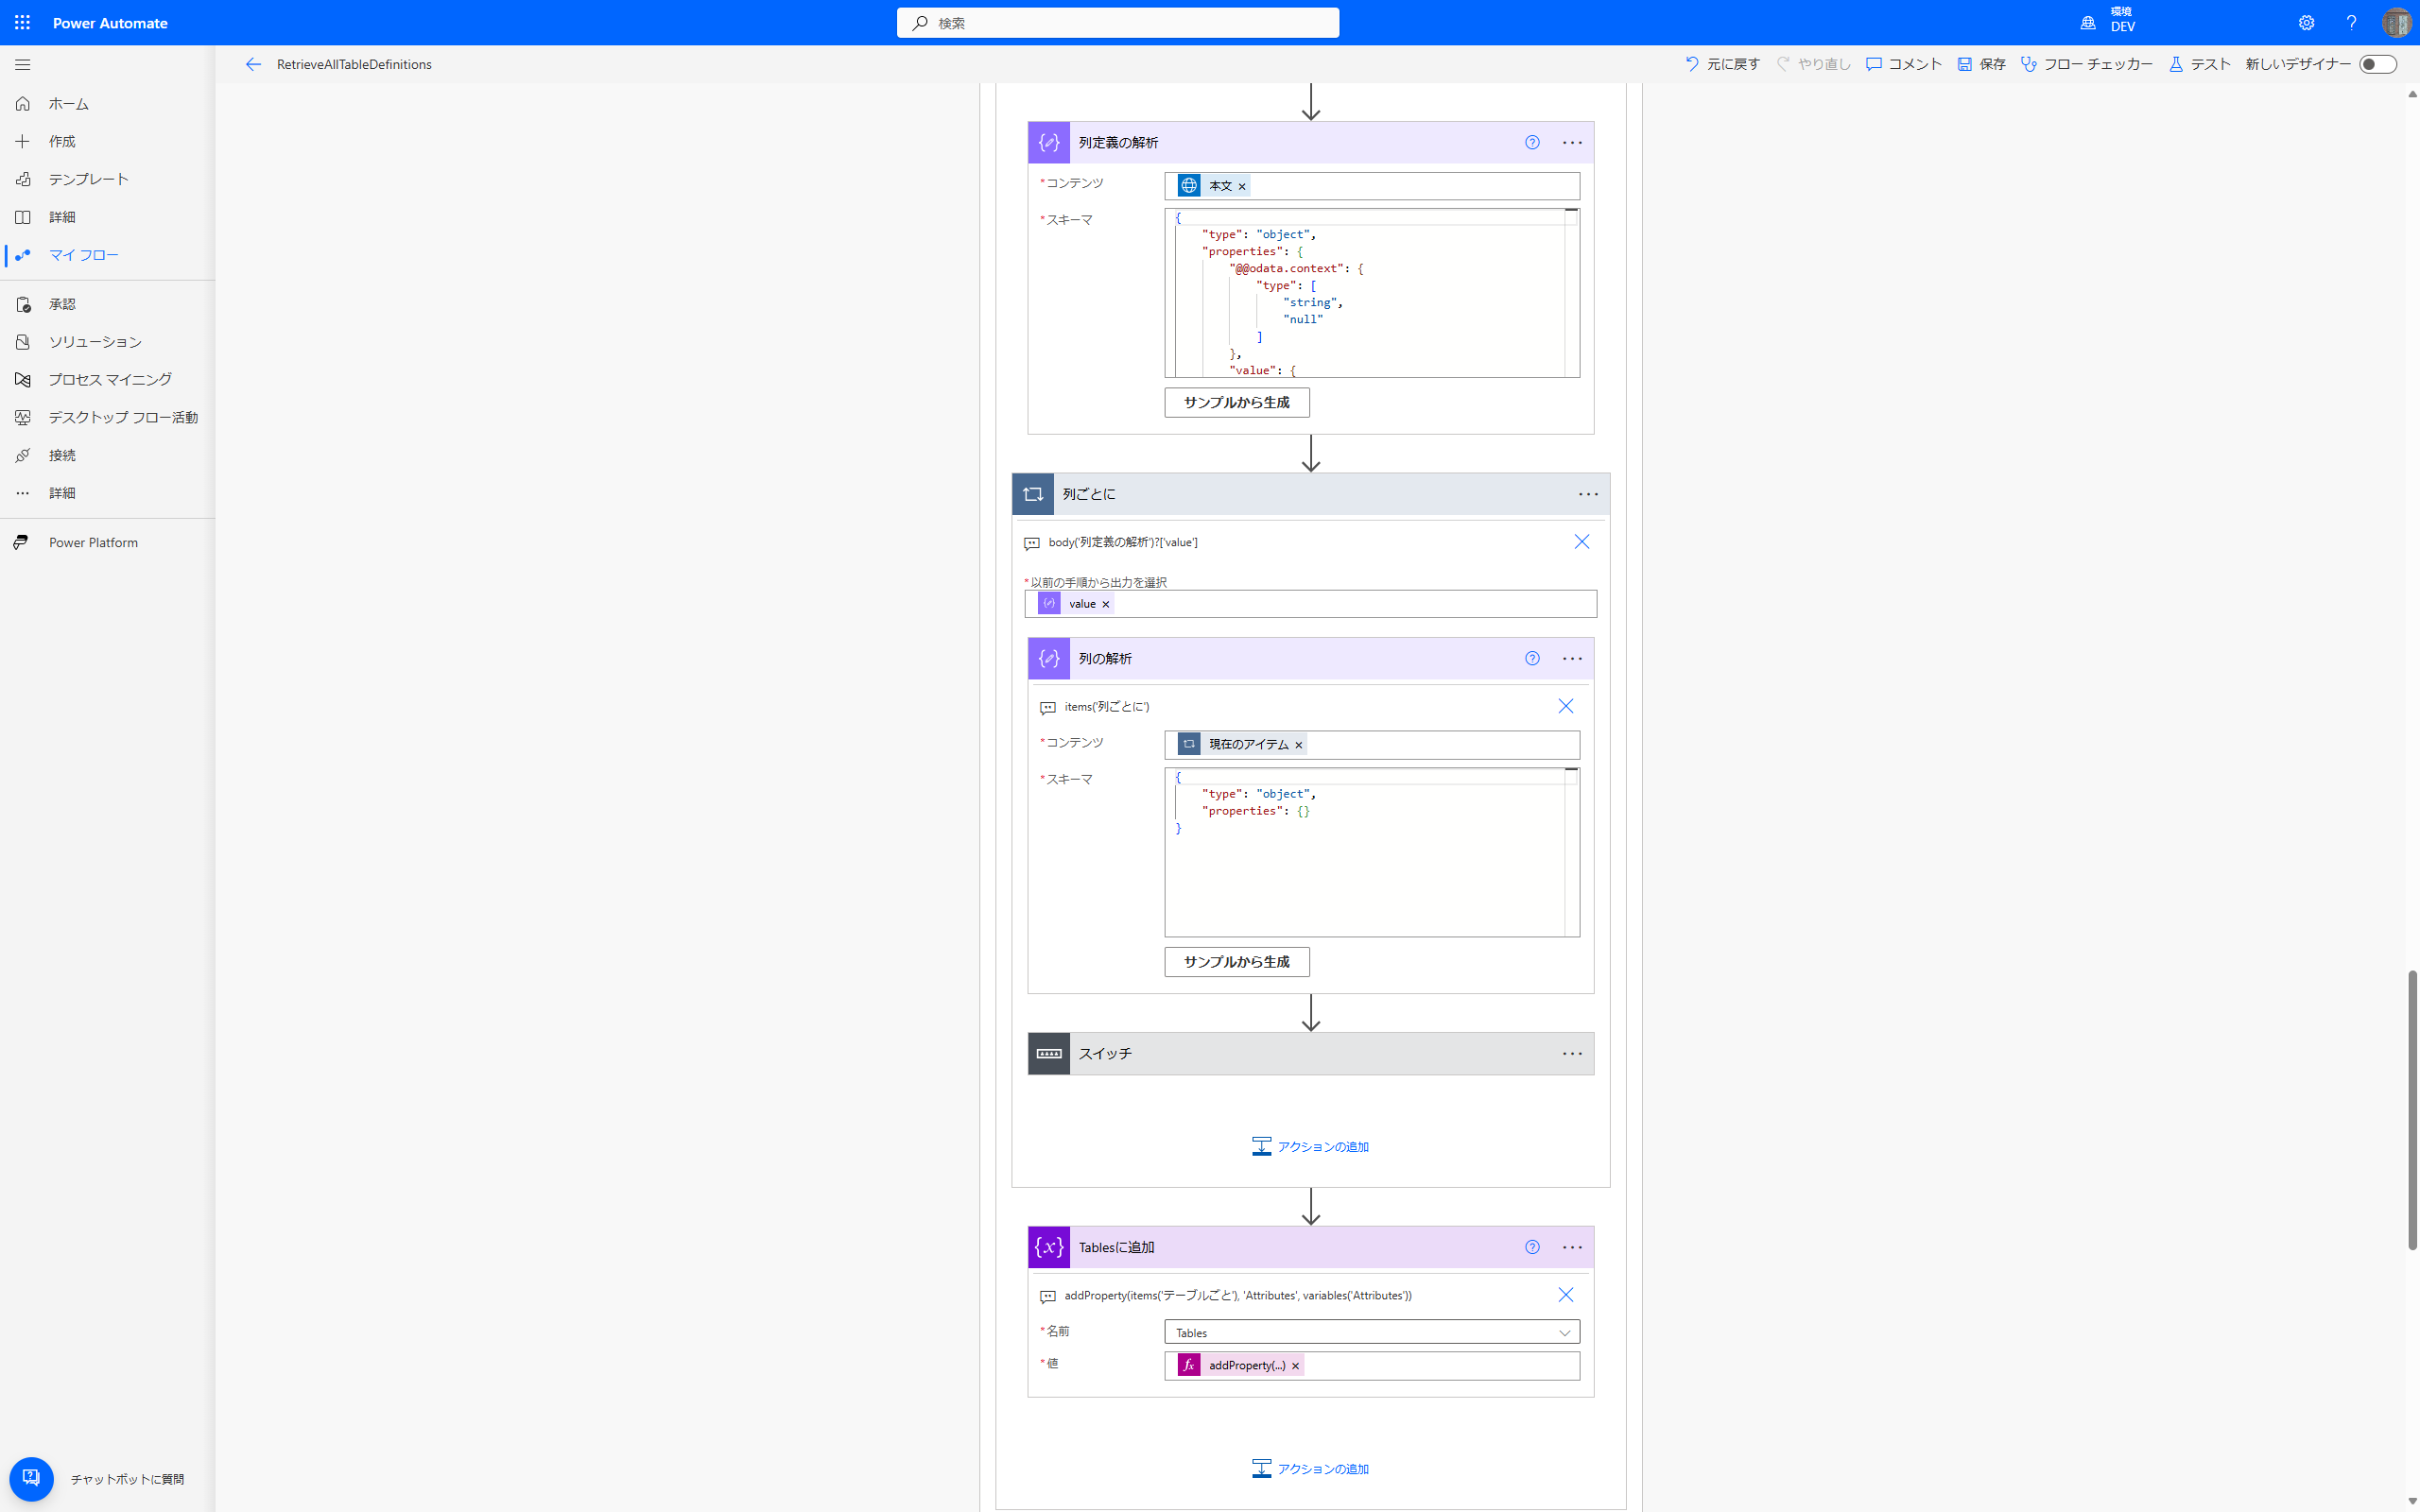 Power Automate
検索
環境
DEV
RetrieveAllTableDefinitions
元に戻す
やり直し
コメント
保存
フロー チェッカー
テスト
新しいデザイナー
ホーム
作成
テンプレート
詳細
マイ フロー
承認
ソリューション
プロセス マイニング
デスクトップ フロー活動
接続
詳細
Power Platform
チャットボットに質問
列定義の解析
*コンテンツ
本文
*スキーマ
{
"type": "object",
"properties": {
"@@odata.context": {
"type": [
"string",
"null"
]
},
"value": {
サンプルから生成
列ごとに
body('列定義の解析')?['value']
*以前の手順から出力を選択
value
列の解析
items('列ごとに')
*コンテンツ
現在のアイテム
*スキーマ
{
"type": "object",
"properties": {}
}
サンプルから生成
スイッチ
アクションの追加
Tablesに追加
addProperty(items('テーブルごと'), 'Attributes', variables('Attributes'))
*名前
Tables
*値
addProperty(...)
アクションの追加